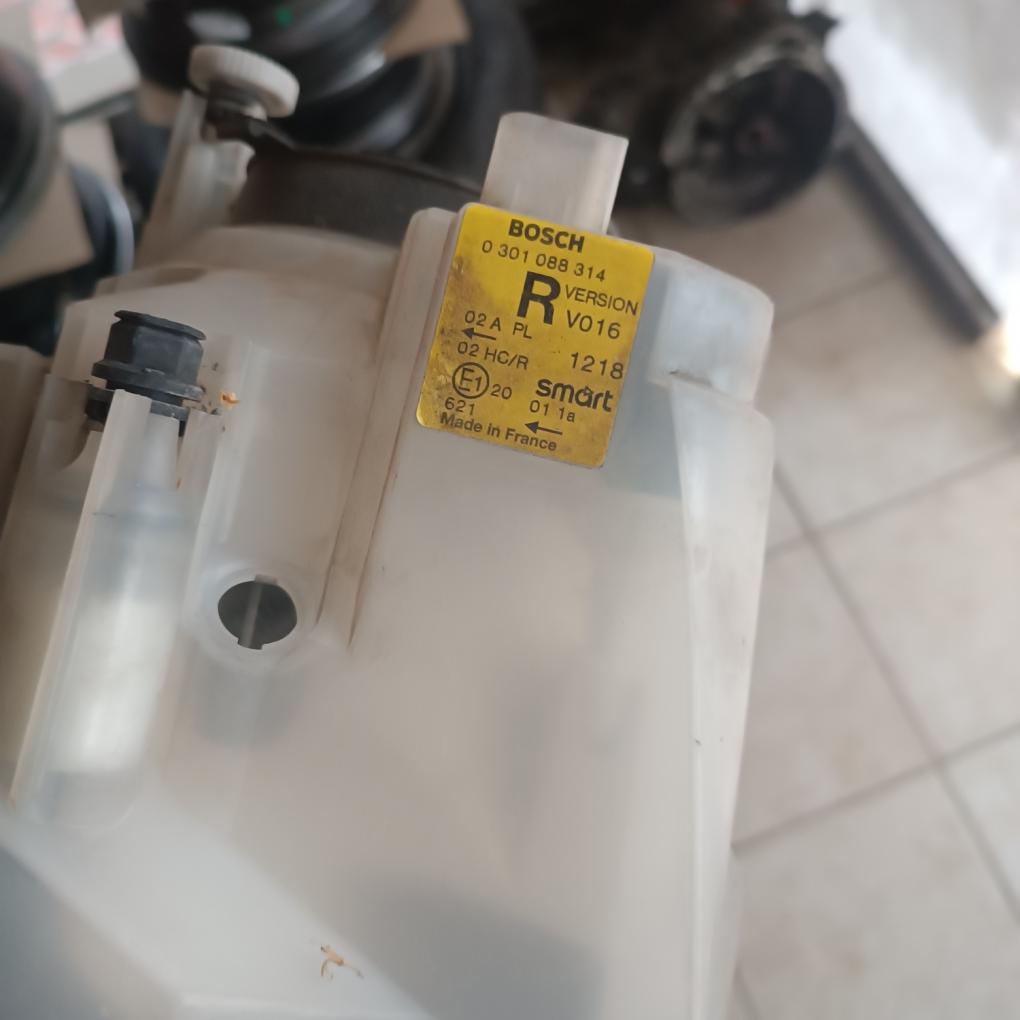 BOSCH
0 301 088 314
R VERSION
V016
02 A PL
02 HC/R 1218
E1 20 smart
621 01 1a
Made in France